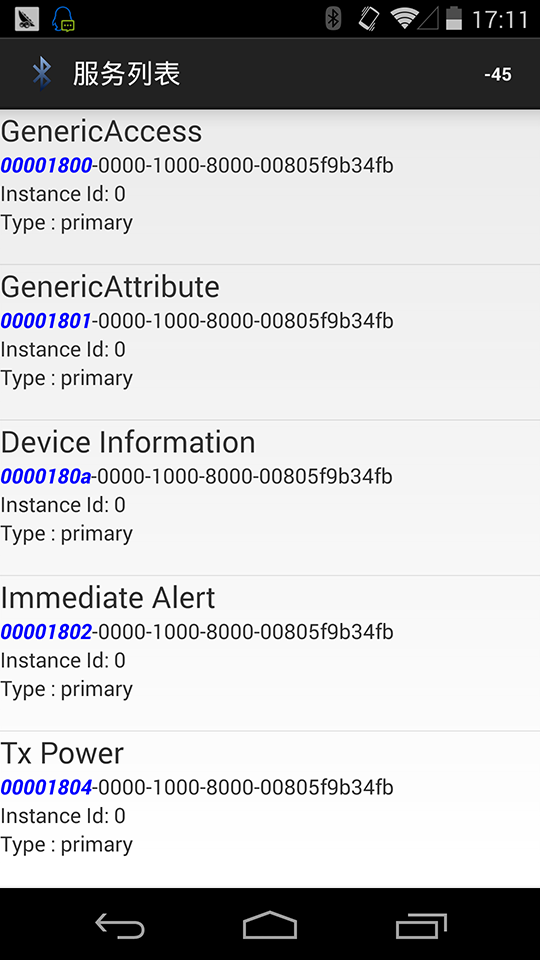 17:11
服务列表
-45
GenericAccess
00001800-0000-1000-8000-00805f9b34fb
Instance Id: 0
Type : primary
GenericAttribute
00001801-0000-1000-8000-00805f9b34fb
Instance Id: 0
Type : primary
Device Information
0000180a-0000-1000-8000-00805f9b34fb
Instance Id: 0
Type : primary
Immediate Alert
00001802-0000-1000-8000-00805f9b34fb
Instance Id: 0
Type : primary
Tx Power
00001804-0000-1000-8000-00805f9b34fb
Instance Id: 0
Type : primary